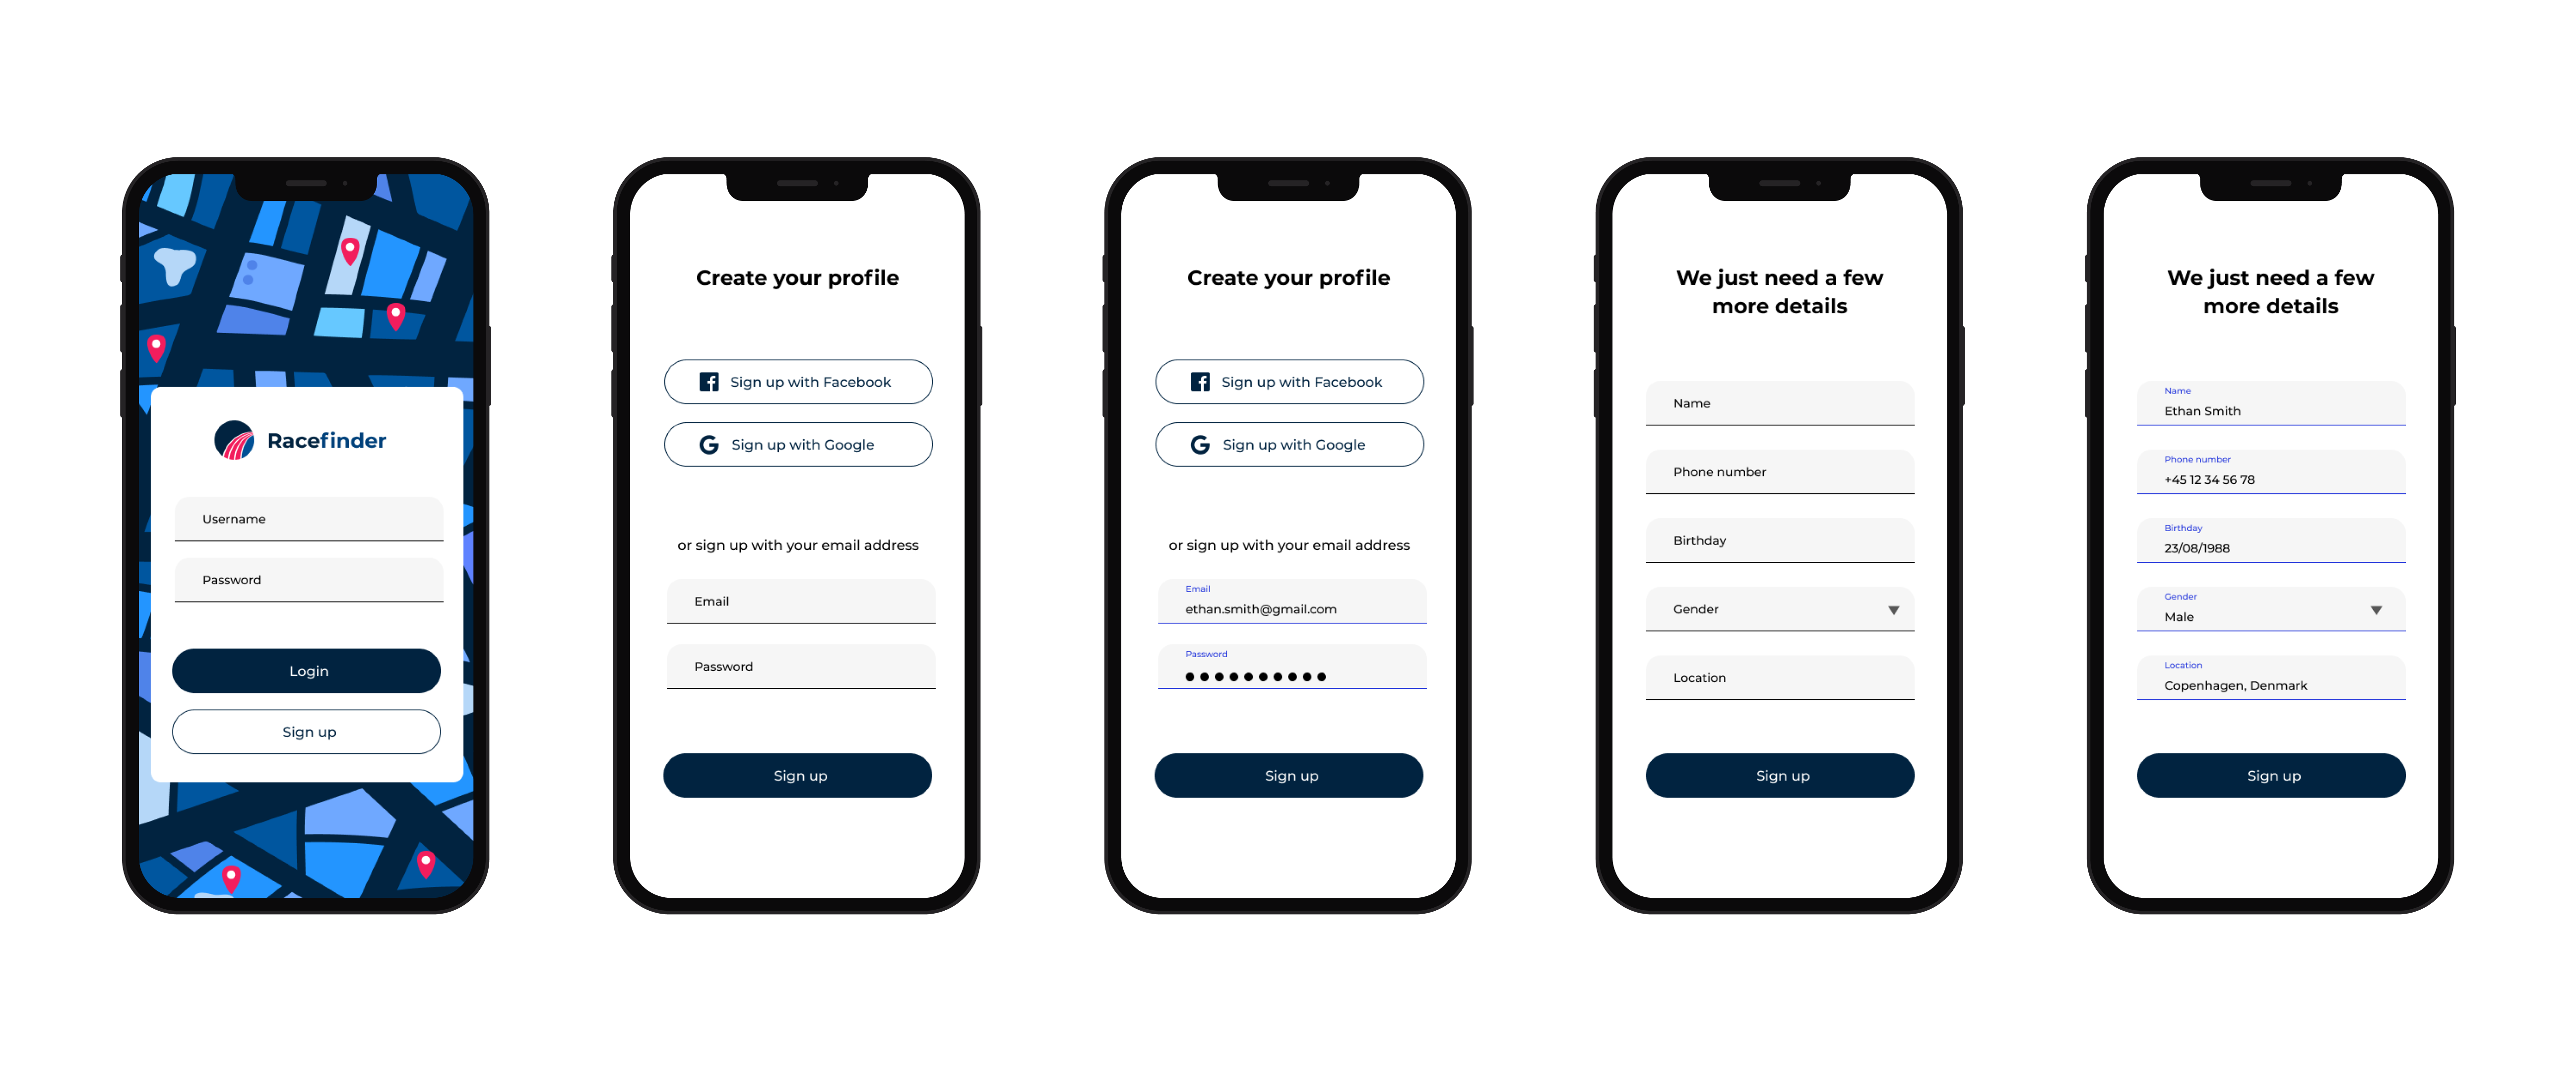 Racefinder
Username
Password
Login
Sign up
Create your profile
Sign up with Facebook
Sign up with Google
or sign up with your email address
Email
Password
Sign up
Create your profile
Sign up with Facebook
Sign up with Google
or sign up with your email address
Email
ethan.smith@gmail.com
Password
Sign up
We just need a few
more details
Name
Phone number
Birthday
Gender
Location
Sign up
We just need a few
more details
Name
Ethan Smith
Phone number
+45 12 34 56 78
Birthday
23/08/1988
Gender
Male
Location
Copenhagen, Denmark
Sign up